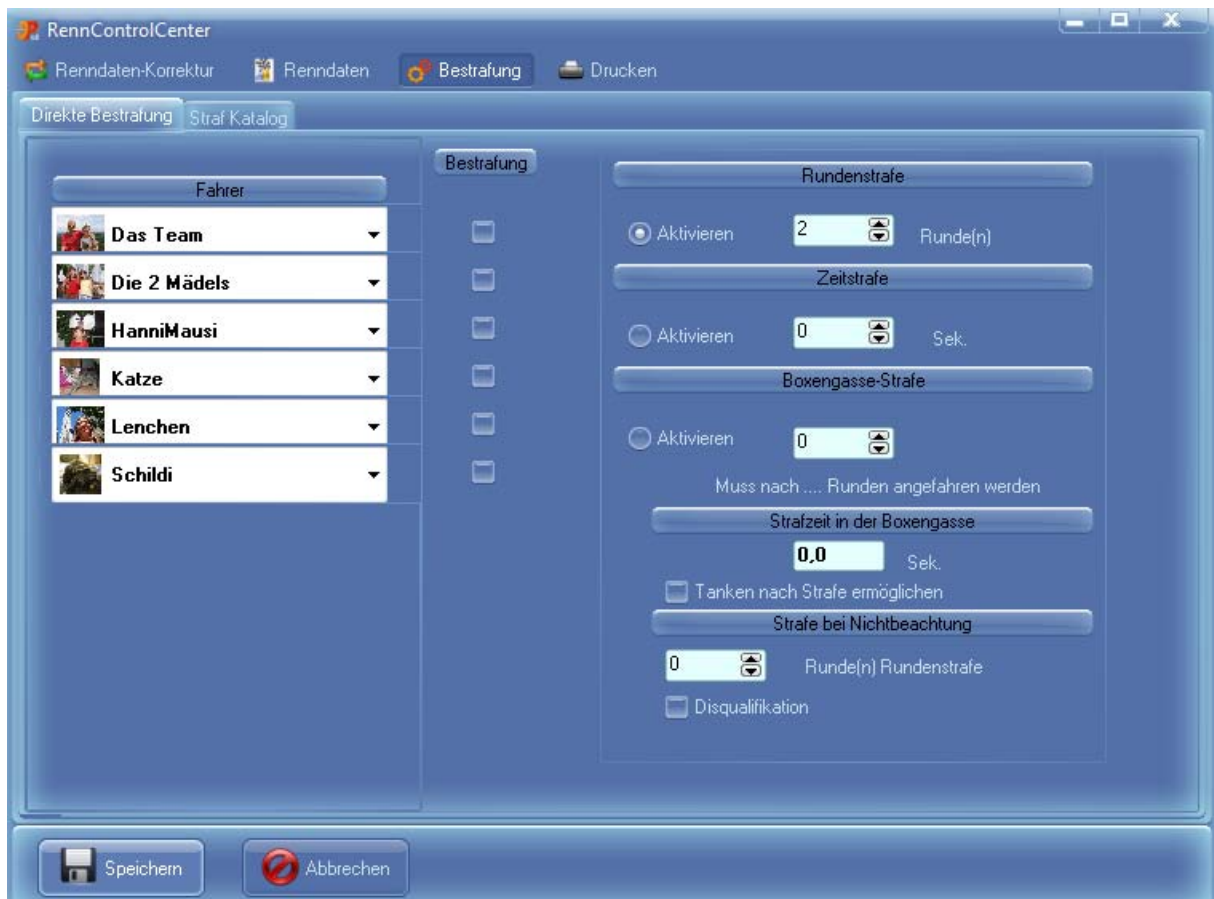 RennControlCenter
Renndaten-Korrektur Renndaten Bestrafung Drucken
Direkte Bestrafung Straf Katalog
Fahrer
Das Team
Die 2 Mädels
HanniMausi
Katze
Lenchen
Schildi
Bestrafung
Rundenstrafe
Aktivieren 2 Runde(n)
Zeitstrafe
Aktivieren 0 Sek.
Boxengasse-Strafe
Aktivieren 0
Muss nach .... Runden angefahren werden
Strafzeit in der Boxengasse
0,0 Sek.
Tanken nach Strafe ermöglichen
Strafe bei Nichtbeachtung
0 Runde(n) Rundenstrafe
Disqualifikation
Speichern Abbrechen